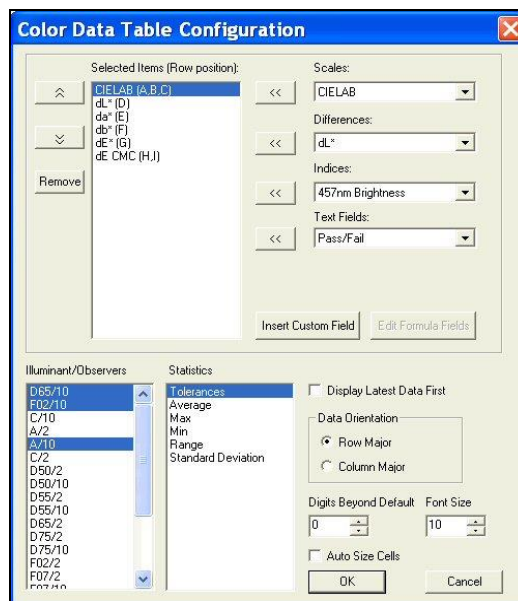 Color Data Table Configuration
Selected Items (Row position):
CIELAB (A,B,C)
dL* (D)
da* (E)
db* (F)
dE* (G)
dE CMC (H,I)
Remove
Scales:
<<
CIELAB
Differences:
<<
dL*
Indices:
<<
457nm Brightness
Text Fields:
<<
Pass/Fail
Insert Custom Field
Edit Formula Fields
Illuminant/Observers
D65/10
F02/10
C/10
A/2
A/10
C/2
D50/2
D50/10
D55/2
D55/10
D65/2
D75/2
D75/10
F02/2
F07/2
F07/10
Statistics
Tolerances
Average
Max
Min
Range
Standard Deviation
Display Latest Data First
Data Orientation
Row Major
Column Major
Digits Beyond Default
Font Size
0
10
Auto Size Cells
OK
Cancel